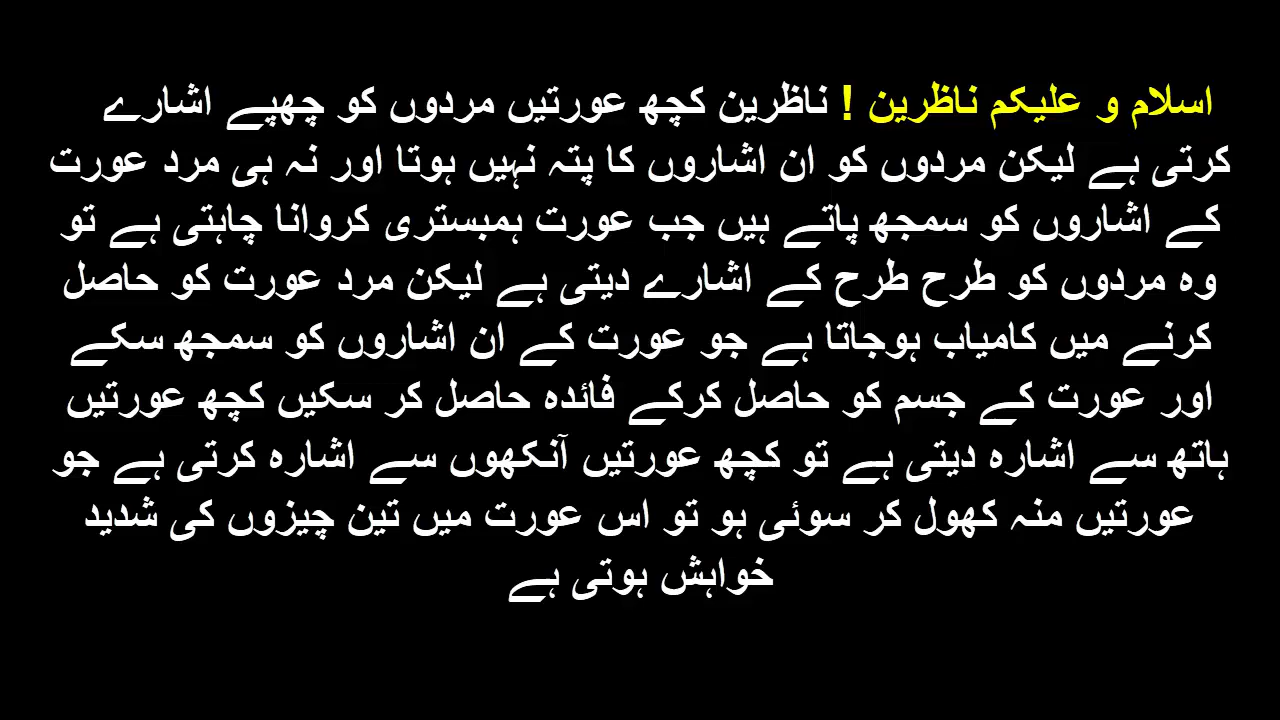 اسلام و علیکم ناظرین ! ناظرین کچھ عورتیں مردوں کو چھپے اشارے
کرتی ہے لیکن مردوں کو ان اشاروں کا پتہ نہیں ہوتا اور نہ ہی مرد عورت
کے اشاروں کو سمجھ پاتے ہیں جب عورت ہمبستری کروانا چاہتی ہے تو
وہ مردوں کو طرح طرح کے اشارے دیتی ہے لیکن مرد عورت کو حاصل
کرنے میں کامیاب ہوجاتا ہے جو عورت کے ان اشاروں کو سمجھ سکے
اور عورت کے جسم کو حاصل کرکے فائدہ حاصل کر سکیں کچھ عورتیں
ہاتھ سے اشارہ دیتی ہے تو کچھ عورتیں آنکھوں سے اشارہ کرتی ہے جو
عورتیں منہ کھول کر سوئی ہو تو اس عورت میں تین چیزوں کی شدید
خواہش ہوتی ہے